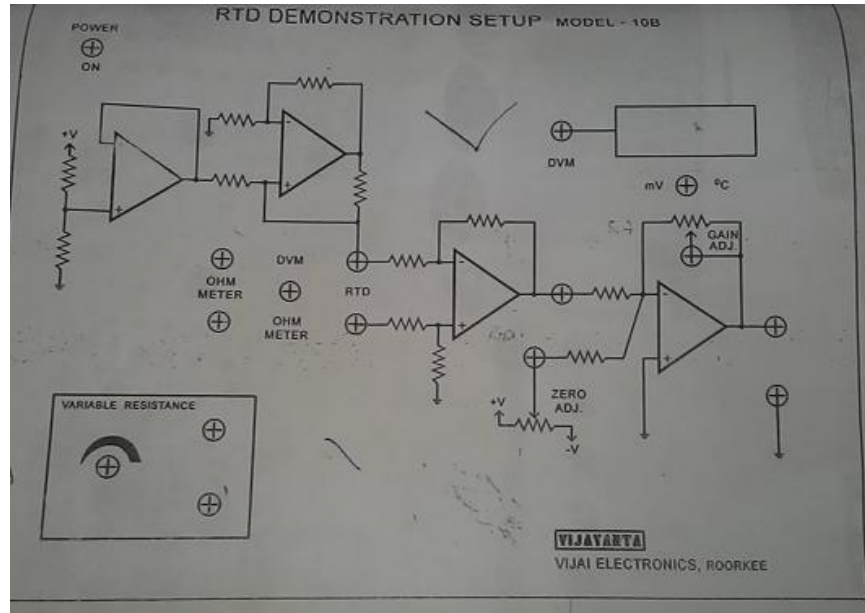 RTD DEMONSTRATION SETUP MODEL - 10B
POWER
ON
+V
DVM
mV
°C
GAIN
ADJ.
OHM
METER
DVM
RTD
OHM
METER
ZERO
ADJ.
+V
-V
VARIABLE RESISTANCE
VIJAYANTA
VIJAI ELECTRONICS, ROORKEE